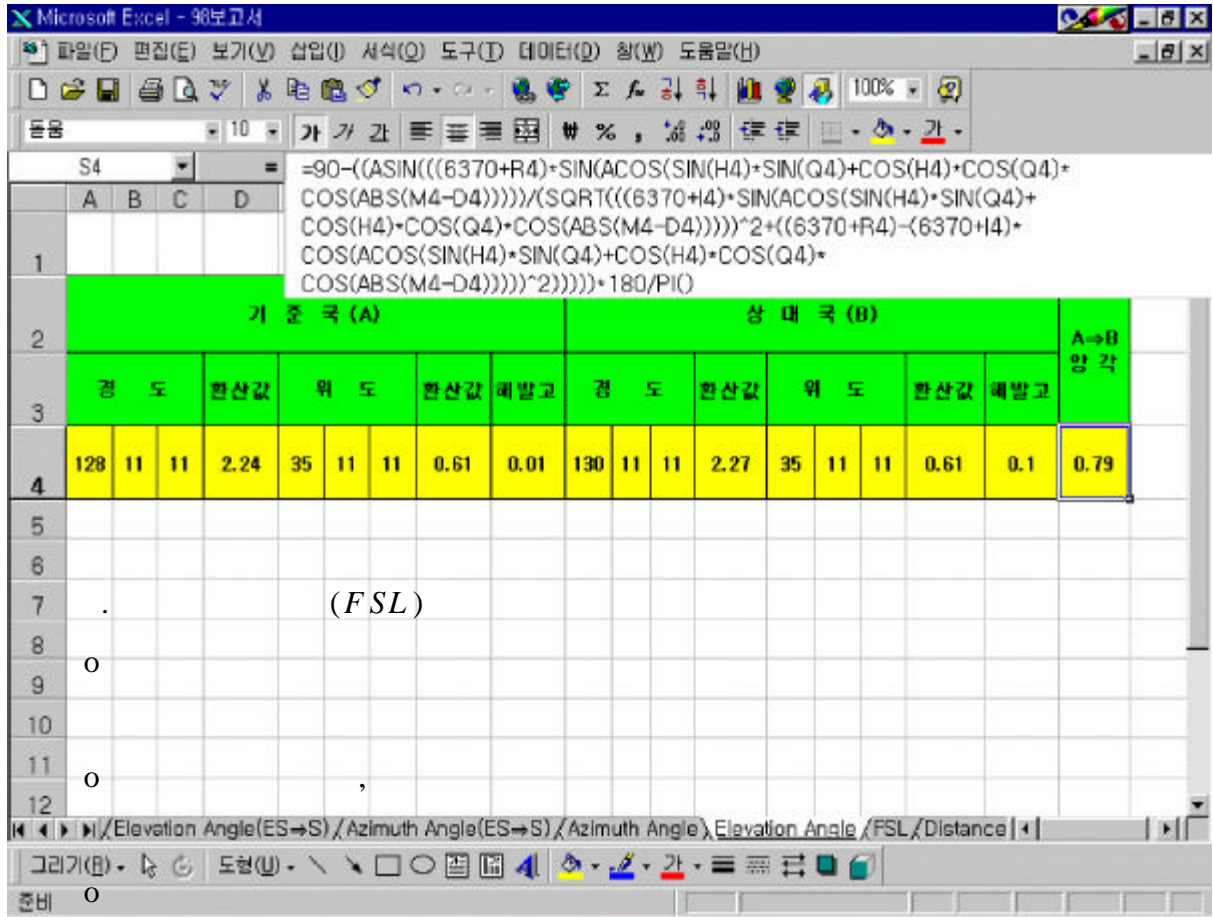 Microsoft Excel - 98보고서
파일(F) 편집(E) 보기(V) 삽입(I) 서식(O) 도구(T) 데이터(D) 창(W) 도움말(H)
100%
돋움 10 가 가 가 ₩ % , 가
S4 = =90-((ASIN(((6370+R4)*SIN(ACOS(SIN(H4)*SIN(Q4)+COS(H4)*COS(Q4)*
COS(ABS(M4-D4)))))/(SQRT(((6370+I4)*SIN(ACOS(SIN(H4)*SIN(Q4)+
COS(H4)*COS(Q4)*COS(ABS(M4-D4)))))^2+((6370+R4)-(6370+I4)*
COS(ACOS(SIN(H4)*SIN(Q4)+COS(H4)*COS(Q4)*
COS(ABS(M4-D4)))))^2)))))*180/PI()
A B C D
1
2 기 준 국 (A) 상 대 국 (B) A⇒B
양 각
3 경 도 환산값 위 도 환산값 해발고 경 도 환산값 위 도 환산값 해발고
4 128 11 11 2.24 35 11 11 0.61 0.01 130 11 11 2.27 35 11 11 0.61 0.1 0.79
5
6
7 . (FSL)
8
o
9
10
11
o ,
12
Elevation Angle(ES⇒S) Azimuth Angle(ES⇒S) Azimuth Angle Elevation Angle FSL Distance
그리기(R) 도형(U) 가
준비 o